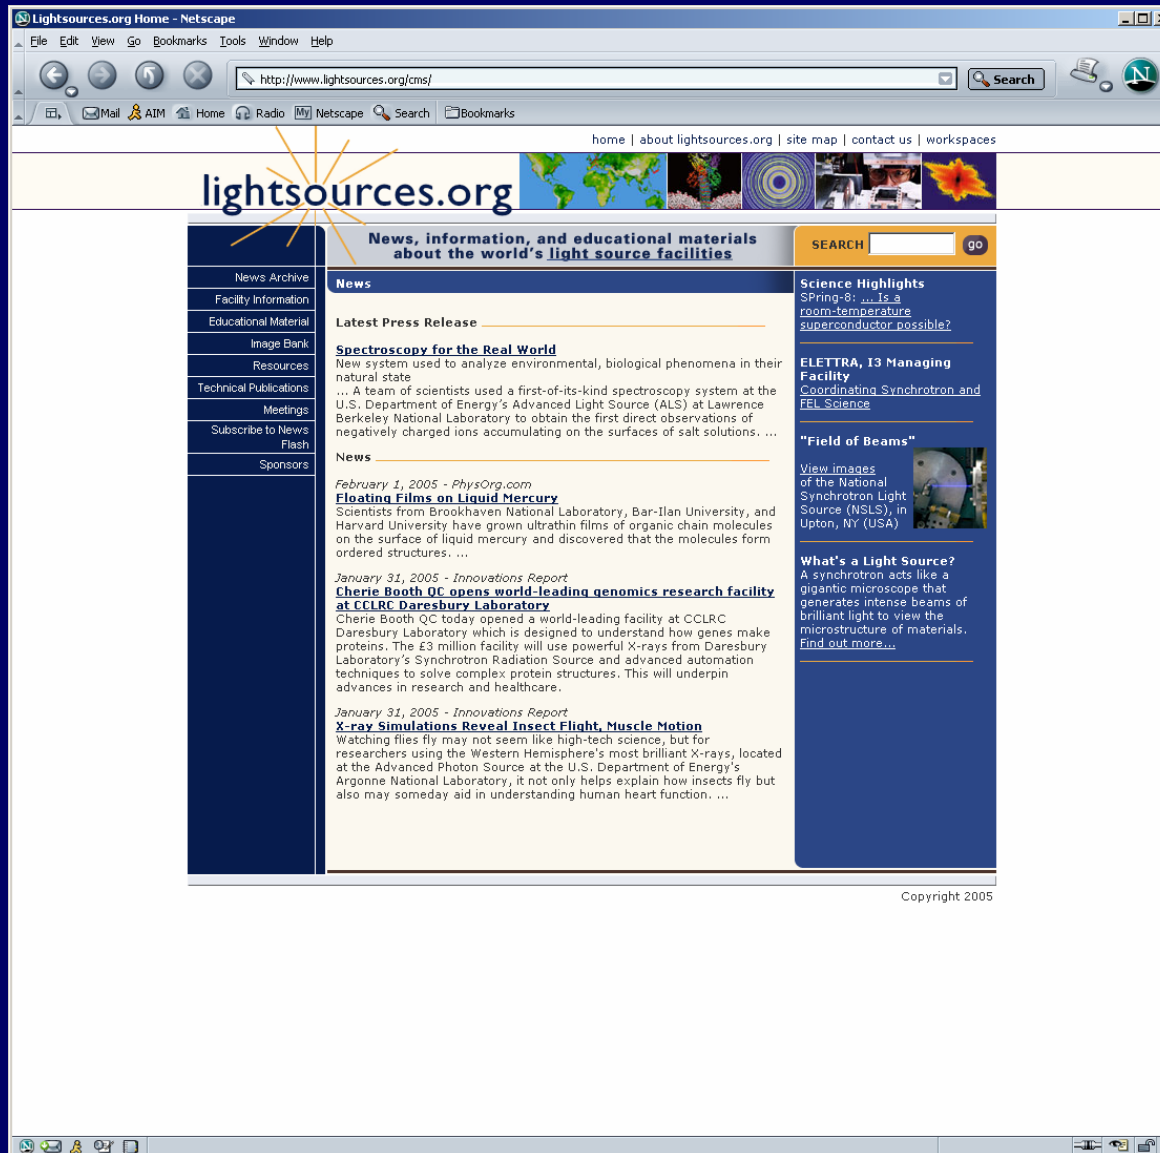 Lightsources.org Home - Netscape
File Edit View Go Bookmarks Tools Window Help
http://www.lightsources.org/cms/
Search
Mail AIM Home Radio My Netscape Search Bookmarks
home | about lightsources.org | site map | contact us | workspaces
lightsources.org
News, information, and educational materials
about the world's light source facilities
SEARCH go
News Archive
Facility Information
Educational Material
Image Bank
Resources
Technical Publications
Meetings
Subscribe to News
Flash
Sponsors
News
Latest Press Release
Spectroscopy for the Real World
New system used to analyze environmental, biological phenomena in their
natural state
... A team of scientists used a first-of-its-kind spectroscopy system at the
U.S. Department of Energy's Advanced Light Source (ALS) at Lawrence
Berkeley National Laboratory to obtain the first direct observations of
negatively charged ions accumulating on the surfaces of salt solutions. ...
News
February 1, 2005 - PhysOrg.com
Floating Films on Liquid Mercury
Scientists from Brookhaven National Laboratory, Bar-Ilan University, and
Harvard University have grown ultrathin films of organic chain molecules
on the surface of liquid mercury and discovered that the molecules form
ordered structures. ...
January 31, 2005 - Innovations Report
Cherie Booth QC opens world-leading genomics research facility
at CCLRC Daresbury Laboratory
Cherie Booth QC today opened a world-leading facility at CCLRC
Daresbury Laboratory which is designed to understand how genes make
proteins. The £3 million facility will use powerful X-rays from Daresbury
Laboratory's Synchrotron Radiation Source and advanced automation
techniques to solve complex protein structures. This will underpin
advances in research and healthcare.
January 31, 2005 - Innovations Report
X-ray Simulations Reveal Insect Flight, Muscle Motion
Watching flies fly may not seem like high-tech science, but for
researchers using the Western Hemisphere's most brilliant X-rays, located
at the Advanced Photon Source at the U.S. Department of Energy's
Argonne National Laboratory, it not only helps explain how insects fly but
also may someday aid in understanding human heart function. ...
Science Highlights
SPring-8: ... Is a
room-temperature
superconductor possible?
ELETTRA, I3 Managing
Facility
Coordinating Synchrotron and
FEL Science
"Field of Beams"
View images
of the National
Synchrotron Light
Source (NSLS), in
Upton, NY (USA)
What's a Light Source?
A synchrotron acts like a
gigantic microscope that
generates intense beams of
brilliant light to view the
microstructure of materials.
Find out more...
Copyright 2005